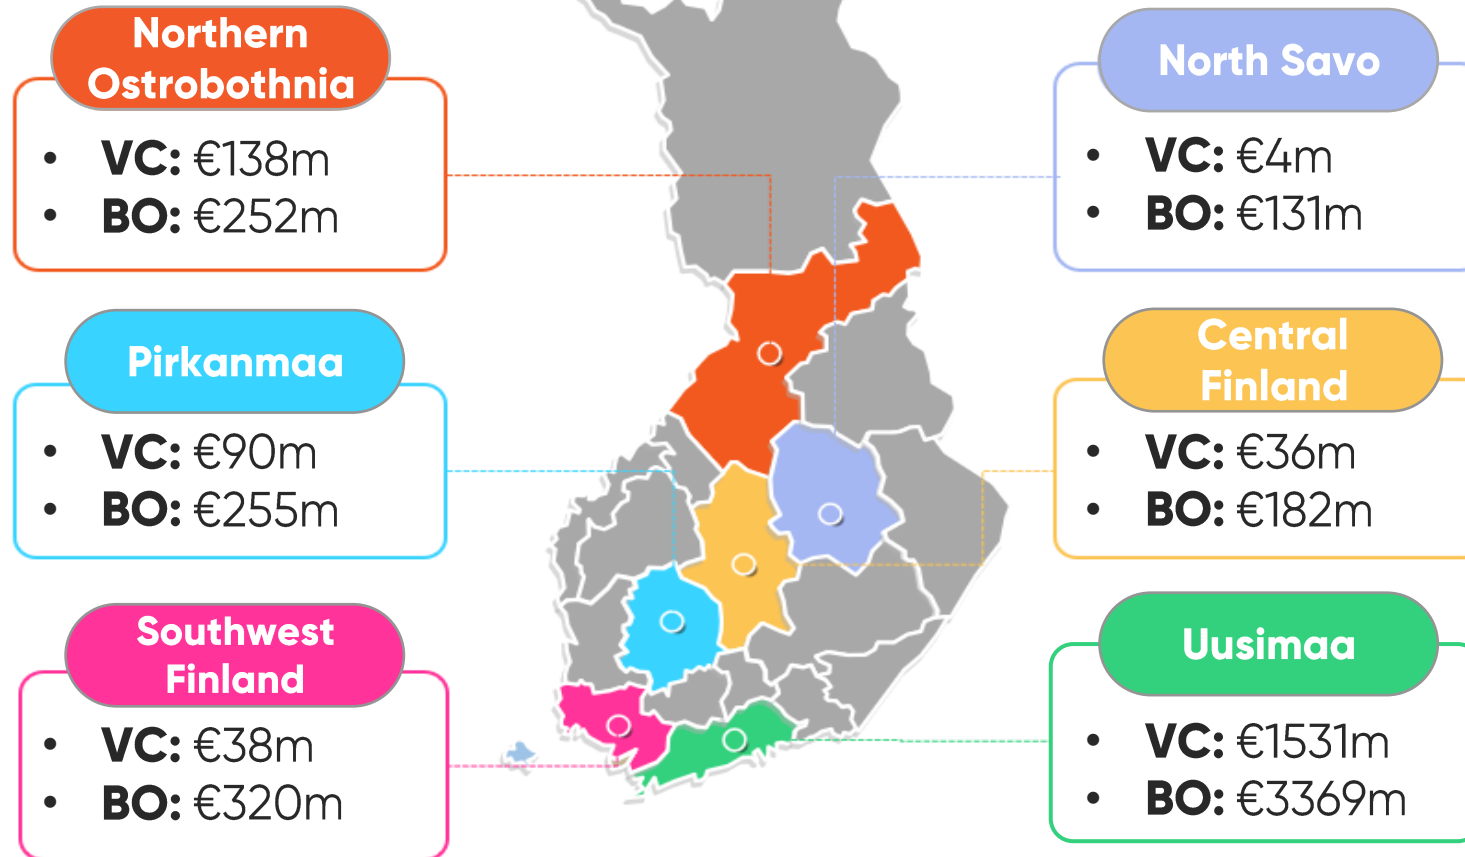 Northern
Ostrobothnia
• VC: €138m
• BO: €252m
North Savo
• VC: €4m
• BO: €131m
Pirkanmaa
• VC: €90m
• BO: €255m
Central
Finland
• VC: €36m
• BO: €182m
Southwest
Finland
• VC: €38m
• BO: €320m
Uusimaa
• VC: €1531m
• BO: €3369m